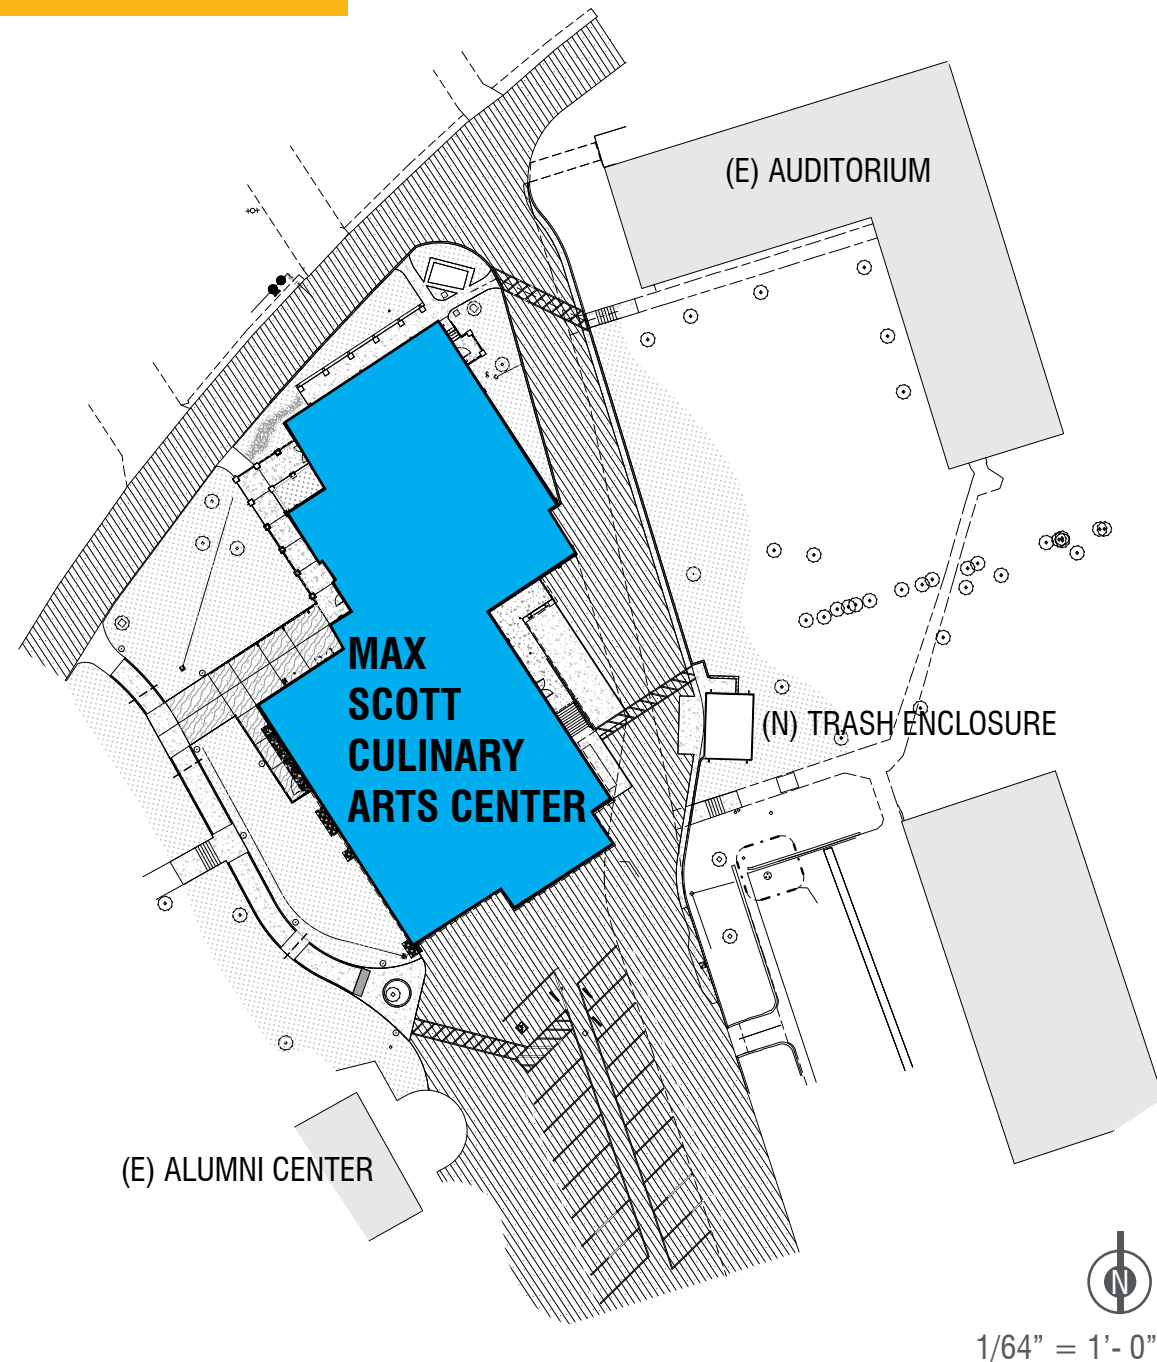 (E) AUDITORIUM
MAX
SCOTT
CULINARY
ARTS CENTER
(N) TRASH ENCLOSURE
(E) ALUMNI CENTER
N
1/64” = 1’- 0”